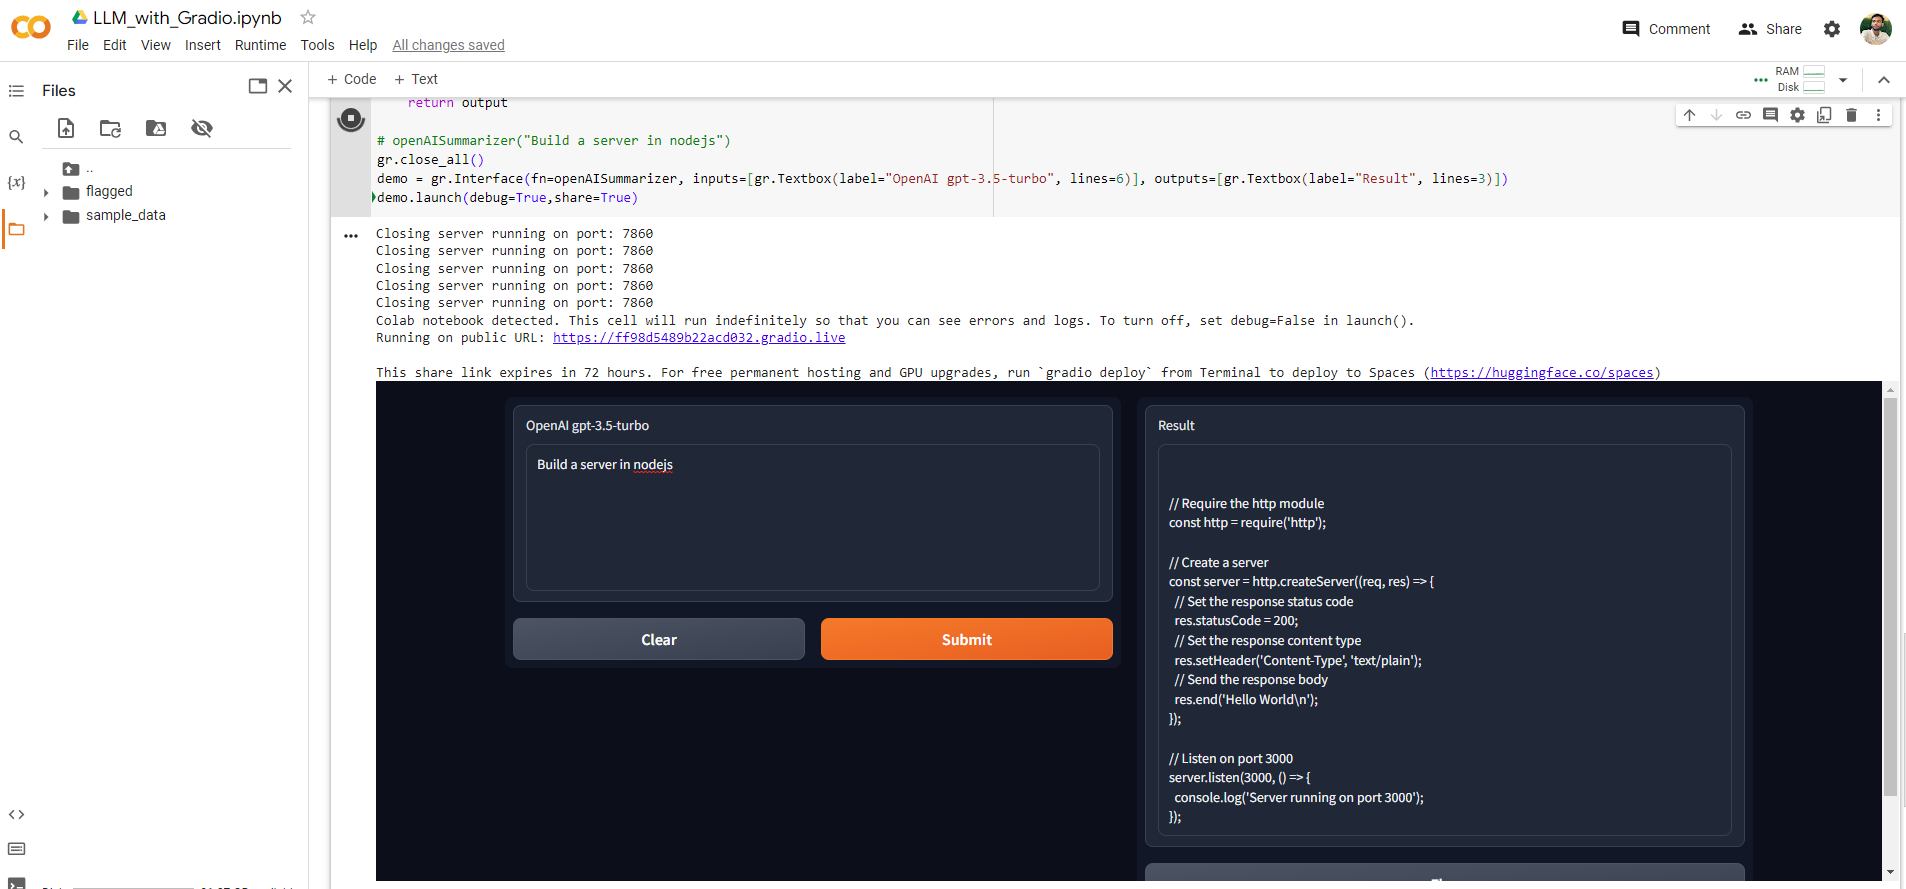 LLM_with_Gradio.ipynb
File Edit View Insert Runtime Tools Help All changes saved
Comment Share
Files
+ Code + Text
RAM
Disk
..
flagged
sample_data
{x}
return output
# openAISummarizer("Build a server in nodejs")
gr.close_all()
demo = gr.Interface(fn=openAISummarizer, inputs=[gr.Textbox(label="OpenAI gpt-3.5-turbo", lines=6)], outputs=[gr.Textbox(label="Result", lines=3)])
demo.launch(debug=True,share=True)
Closing server running on port: 7860
Closing server running on port: 7860
Closing server running on port: 7860
Closing server running on port: 7860
Closing server running on port: 7860
Colab notebook detected. This cell will run indefinitely so that you can see errors and logs. To turn off, set debug=False in launch().
Running on public URL: https://ff98d5489b22acd032.gradio.live
This share link expires in 72 hours. For free permanent hosting and GPU upgrades, run `gradio deploy` from Terminal to deploy to Spaces (https://huggingface.co/spaces)
OpenAI gpt-3.5-turbo
Build a server in nodejs
Clear Submit
Result
// Require the http module
const http = require('http');
// Create a server
const server = http.createServer((req, res) => {
// Set the response status code
res.statusCode = 200;
// Set the response content type
res.setHeader('Content-Type', 'text/plain');
// Send the response body
res.end('Hello World\n');
});
// Listen on port 3000
server.listen(3000, () => {
console.log('Server running on port 3000');
});